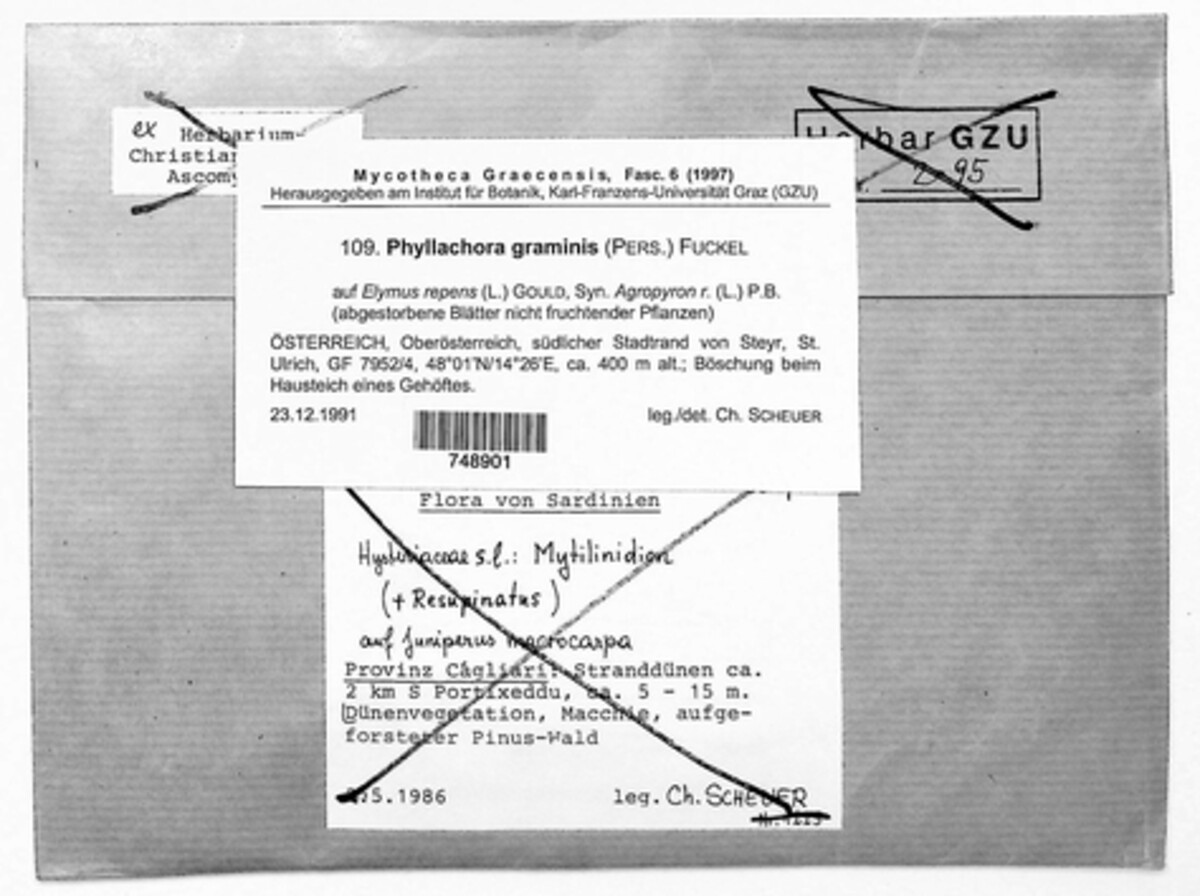 ex Herbarium
Christian
Ascomy
Herbar GZU
2-95
Mycotheca Graecensis, Fasc. 6 (1997)
Herausgegeben am Institut für Botanik, Karl-Franzens-Universität Graz (GZU)
109. Phyllachora graminis (PERS.) FUCKEL
auf Elymus repens (L.) GOULD, Syn. Agropyron r. (L.) P.B.
(abgestorbene Blätter nicht fruchtender Pflanzen)
ÖSTERREICH, Oberösterreich, südlicher Stadtrand von Steyr, St.
Ulrich, GF 7952/4, 48°01'N/14°26'E, ca. 400 m alt.; Böschung beim
Hausteich eines Gehöftes.
23.12.1991 leg./det. Ch. SCHEUER
748901
Flora von Sardinien
Hysteriaceae s.l.: Mytilinidion
(+ Resupinatus)
auf Juniperus macrocarpa
Provinz Cágliari: Stranddünen ca.
2 km S Portixeddu, ca. 5 - 15 m.
Dünenvegetation, Macchie, aufge-
forsteter Pinus-Wald
.5.1986 leg. Ch. SCHEUER